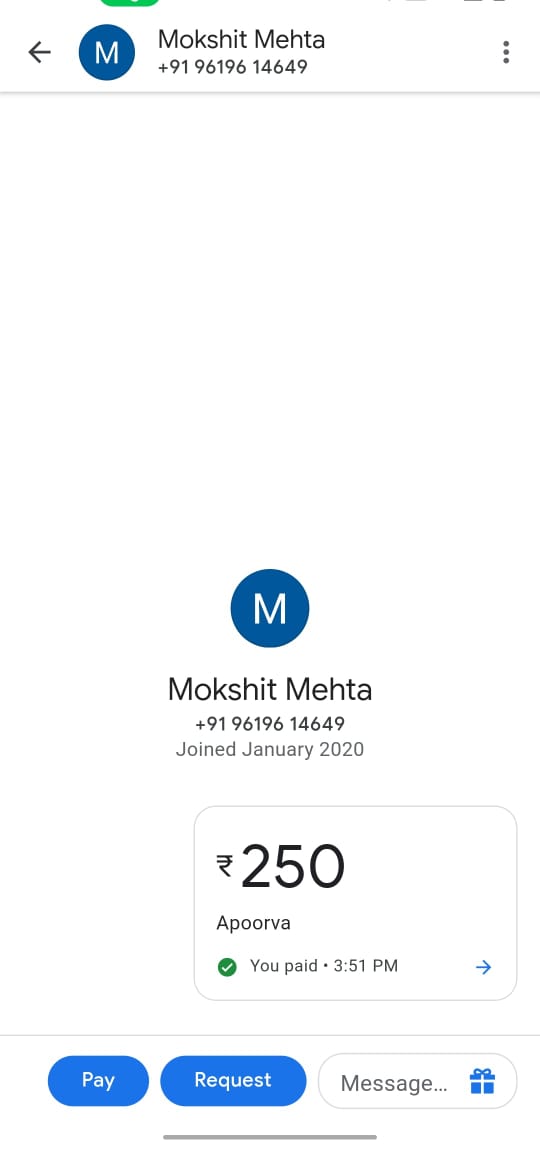 M
Mokshit Mehta
+91 96196 14649
M
Mokshit Mehta
+91 96196 14649
Joined January 2020
₹250
Apoorva
You paid • 3:51 PM
Pay
Request
Message...